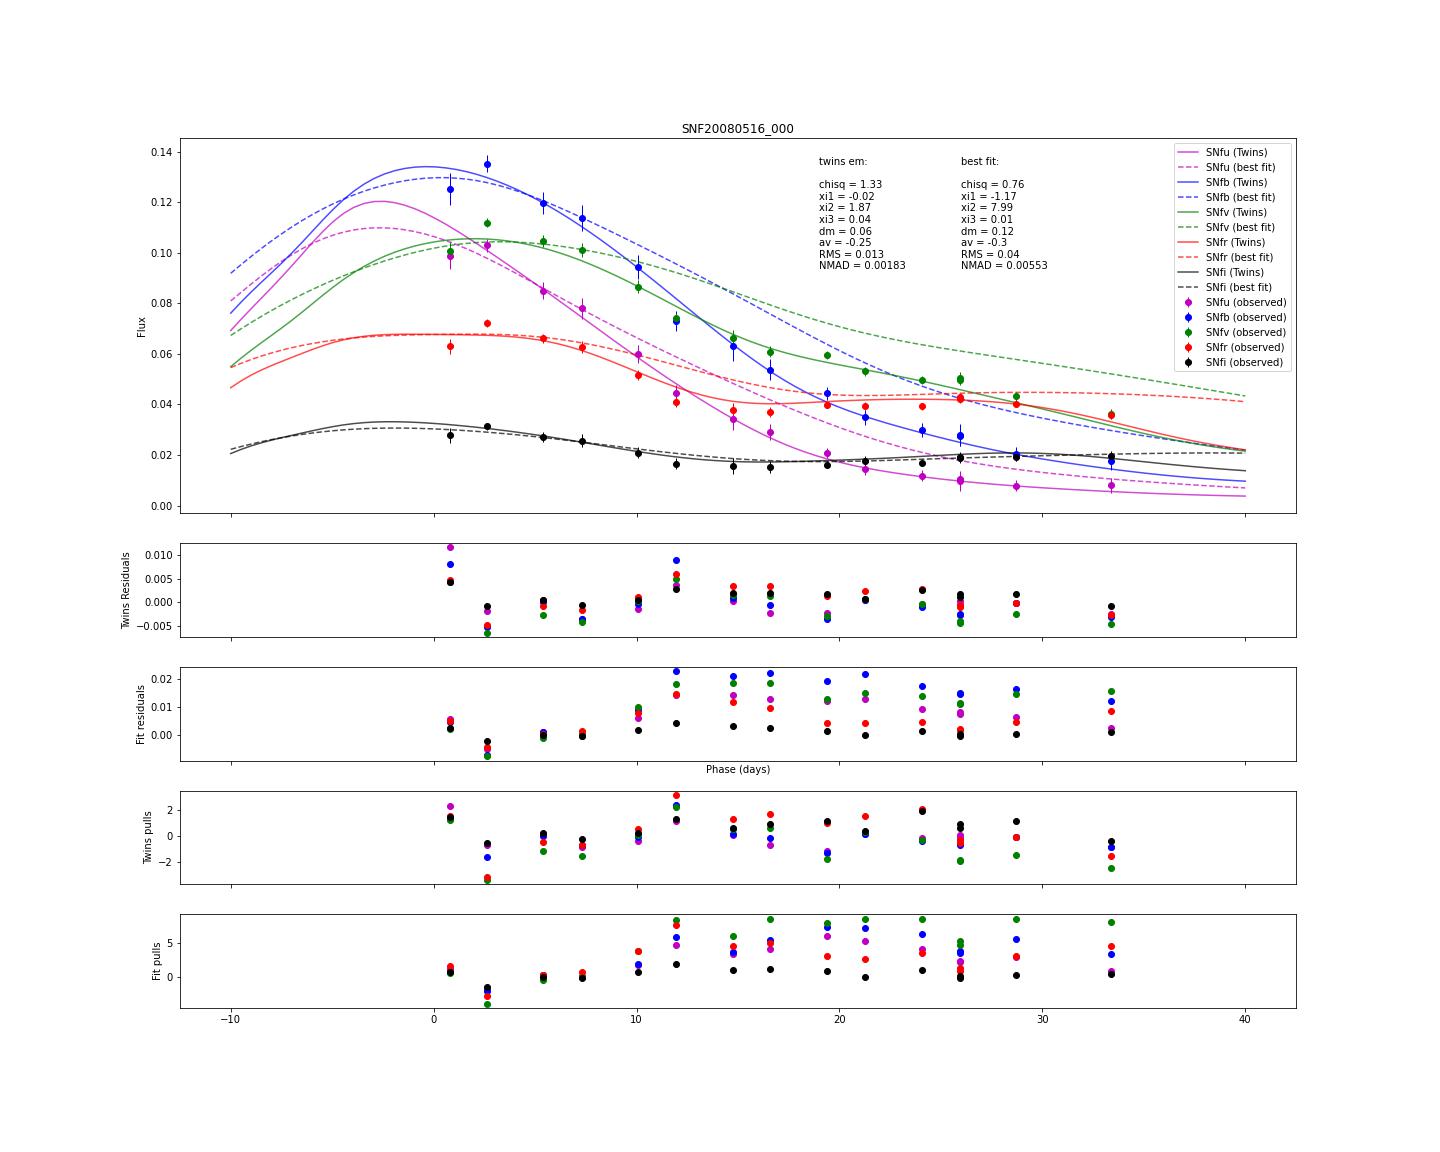 SNF20080516_000
0.14
0.12
0.10
0.08
0.06
0.04
0.02
0.00
Flux
twins em:
chisq = 1.33
xi1 = -0.02
xi2 = 1.87
xi3 = 0.04
dm = 0.06
av = -0.25
RMS = 0.013
NMAD = 0.00183
best fit:
chisq = 0.76
xi1 = -1.17
xi2 = 7.99
xi3 = 0.01
dm = 0.12
av = -0.3
RMS = 0.04
NMAD = 0.00553
SNfu (Twins)
SNfu (best fit)
SNfb (Twins)
SNfb (best fit)
SNfv (Twins)
SNfv (best fit)
SNfr (Twins)
SNfr (best fit)
SNfi (Twins)
SNfi (best fit)
SNfu (observed)
SNfb (observed)
SNfv (observed)
SNfr (observed)
SNfi (observed)
0.010
0.005
0.000
−0.005
Twins Residuals
0.02
0.01
0.00
Fit residuals
Phase (days)
2
0
−2
Twins pulls
5
0
Fit pulls
−10 0 10 20 30 40